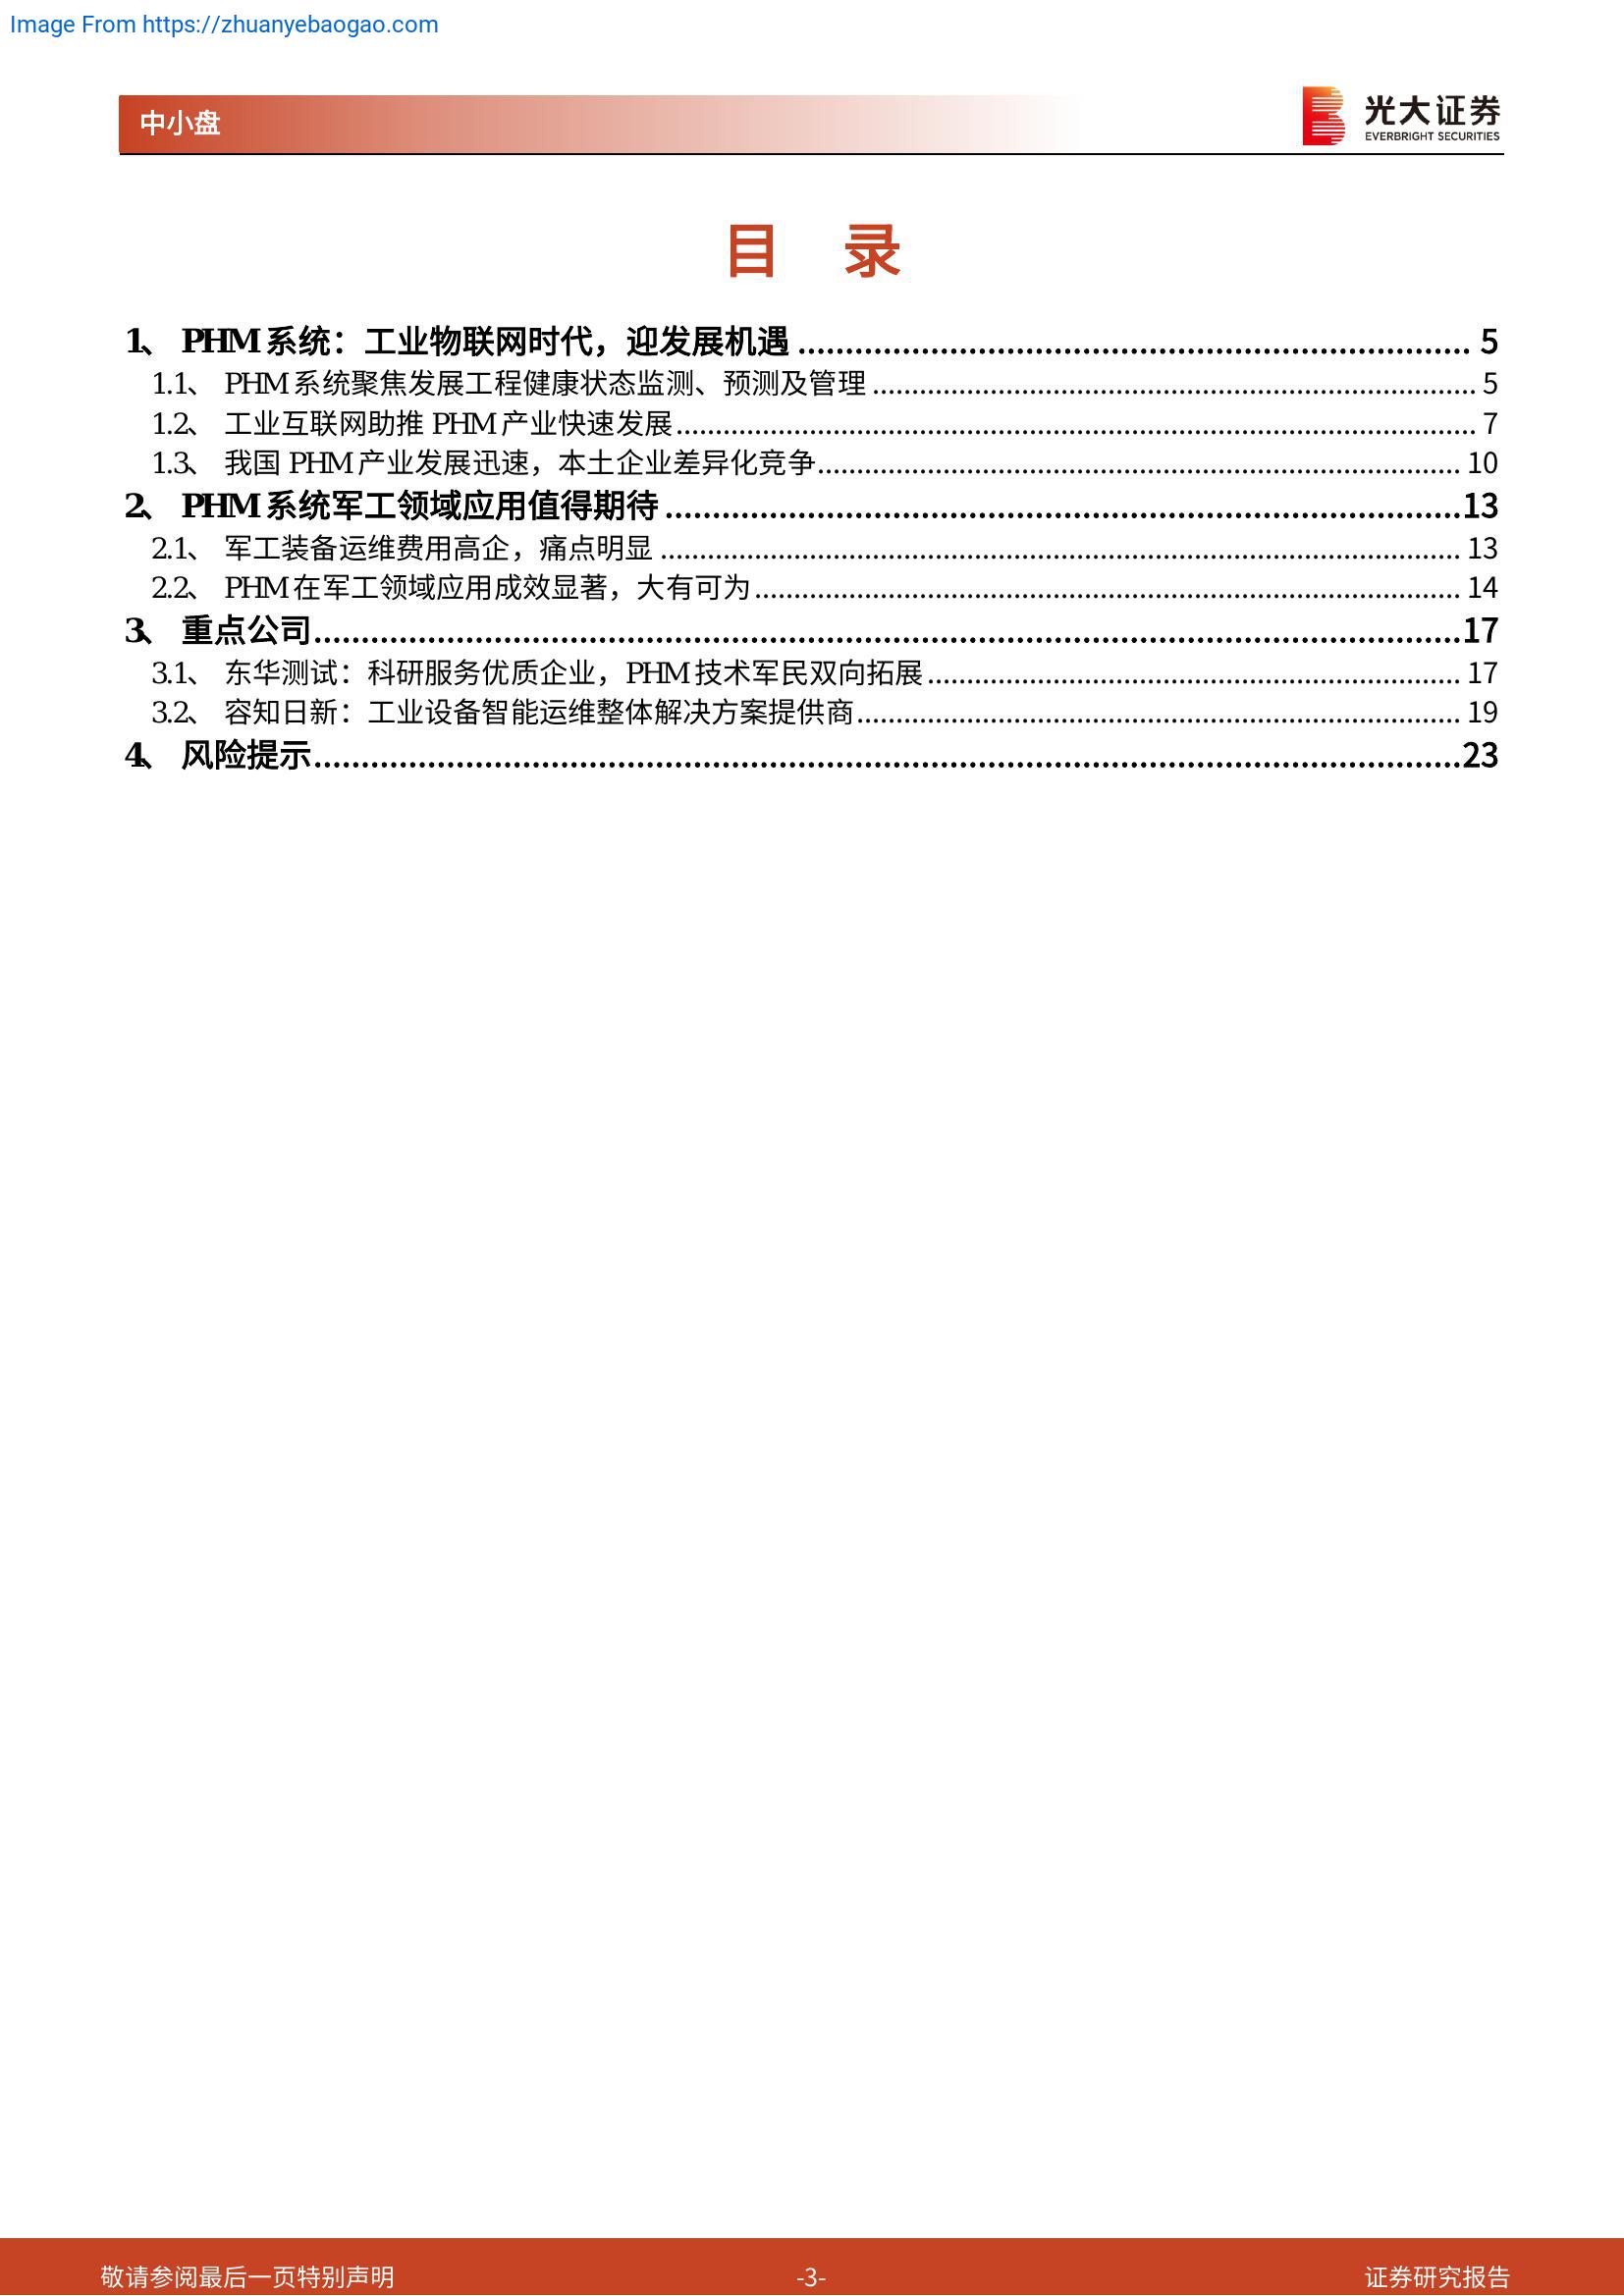 Image From https://zhuanyebaogao.com
中小盘
光大证券
EVERBRIGHT SECURITIES
目 录
1、 PHM 系统：工业物联网时代，迎发展机遇 ........ 5
1.1、 PHM 系统聚焦发展工程健康状态监测、预测及管理 ........ 5
1.2、 工业互联网助推 PHM 产业快速发展 ........ 7
1.3、 我国 PHM 产业发展迅速，本土企业差异化竞争 ........ 10
2、 PHM 系统军工领域应用值得期待 ........ 13
2.1、 军工装备运维费用高企，痛点明显 ........ 13
2.2、 PHM 在军工领域应用成效显著，大有可为 ........ 14
3、 重点公司 ........ 17
3.1、 东华测试：科研服务优质企业，PHM 技术军民双向拓展 ........ 17
3.2、 容知日新：工业设备智能运维整体解决方案提供商 ........ 19
4、 风险提示 ........ 23
敬请参阅最后一页特别声明 -3- 证券研究报告